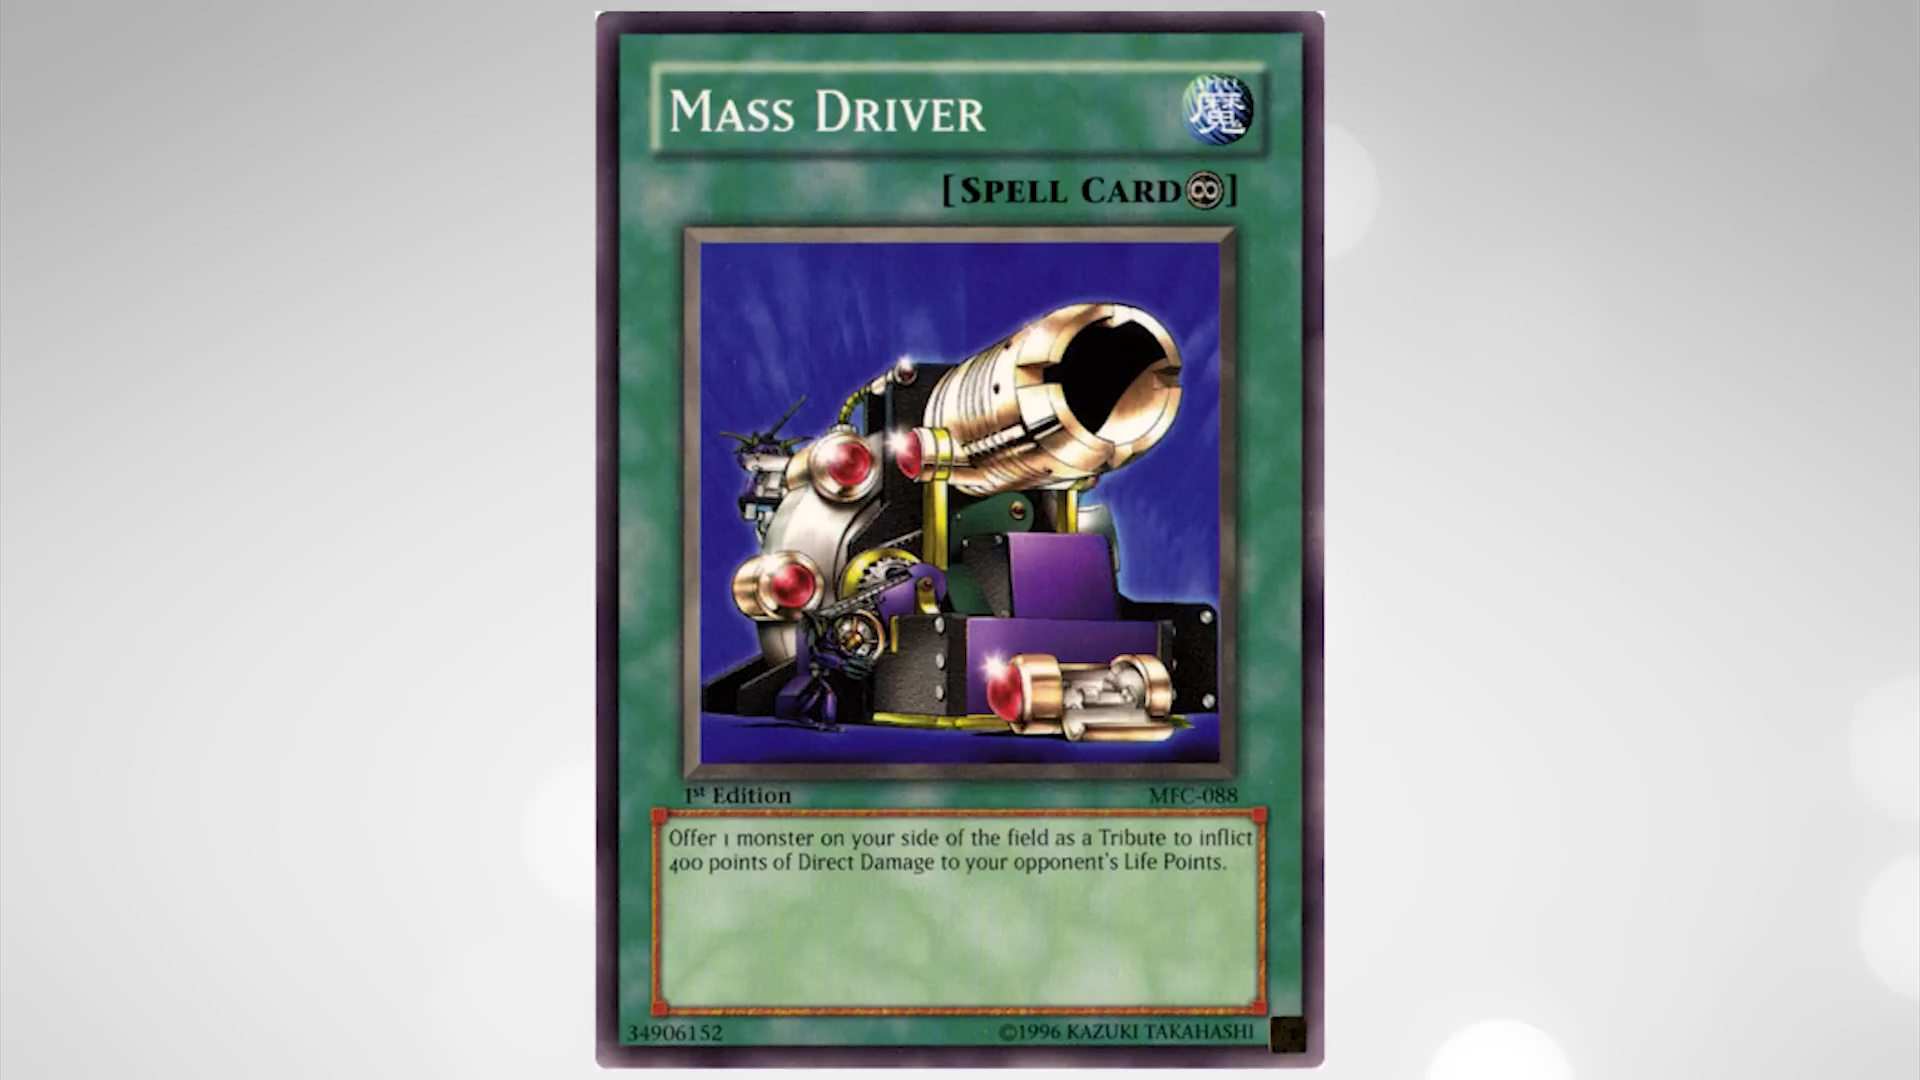 MASS DRIVER
SPELL
魔
[SPELL CARD♾]
1st Edition
MFC-088
Offer 1 monster on your side of the field as a Tribute to inflict
400 points of Direct Damage to your opponent's Life Points.
34906152
©1996 KAZUKI TAKAHASHI